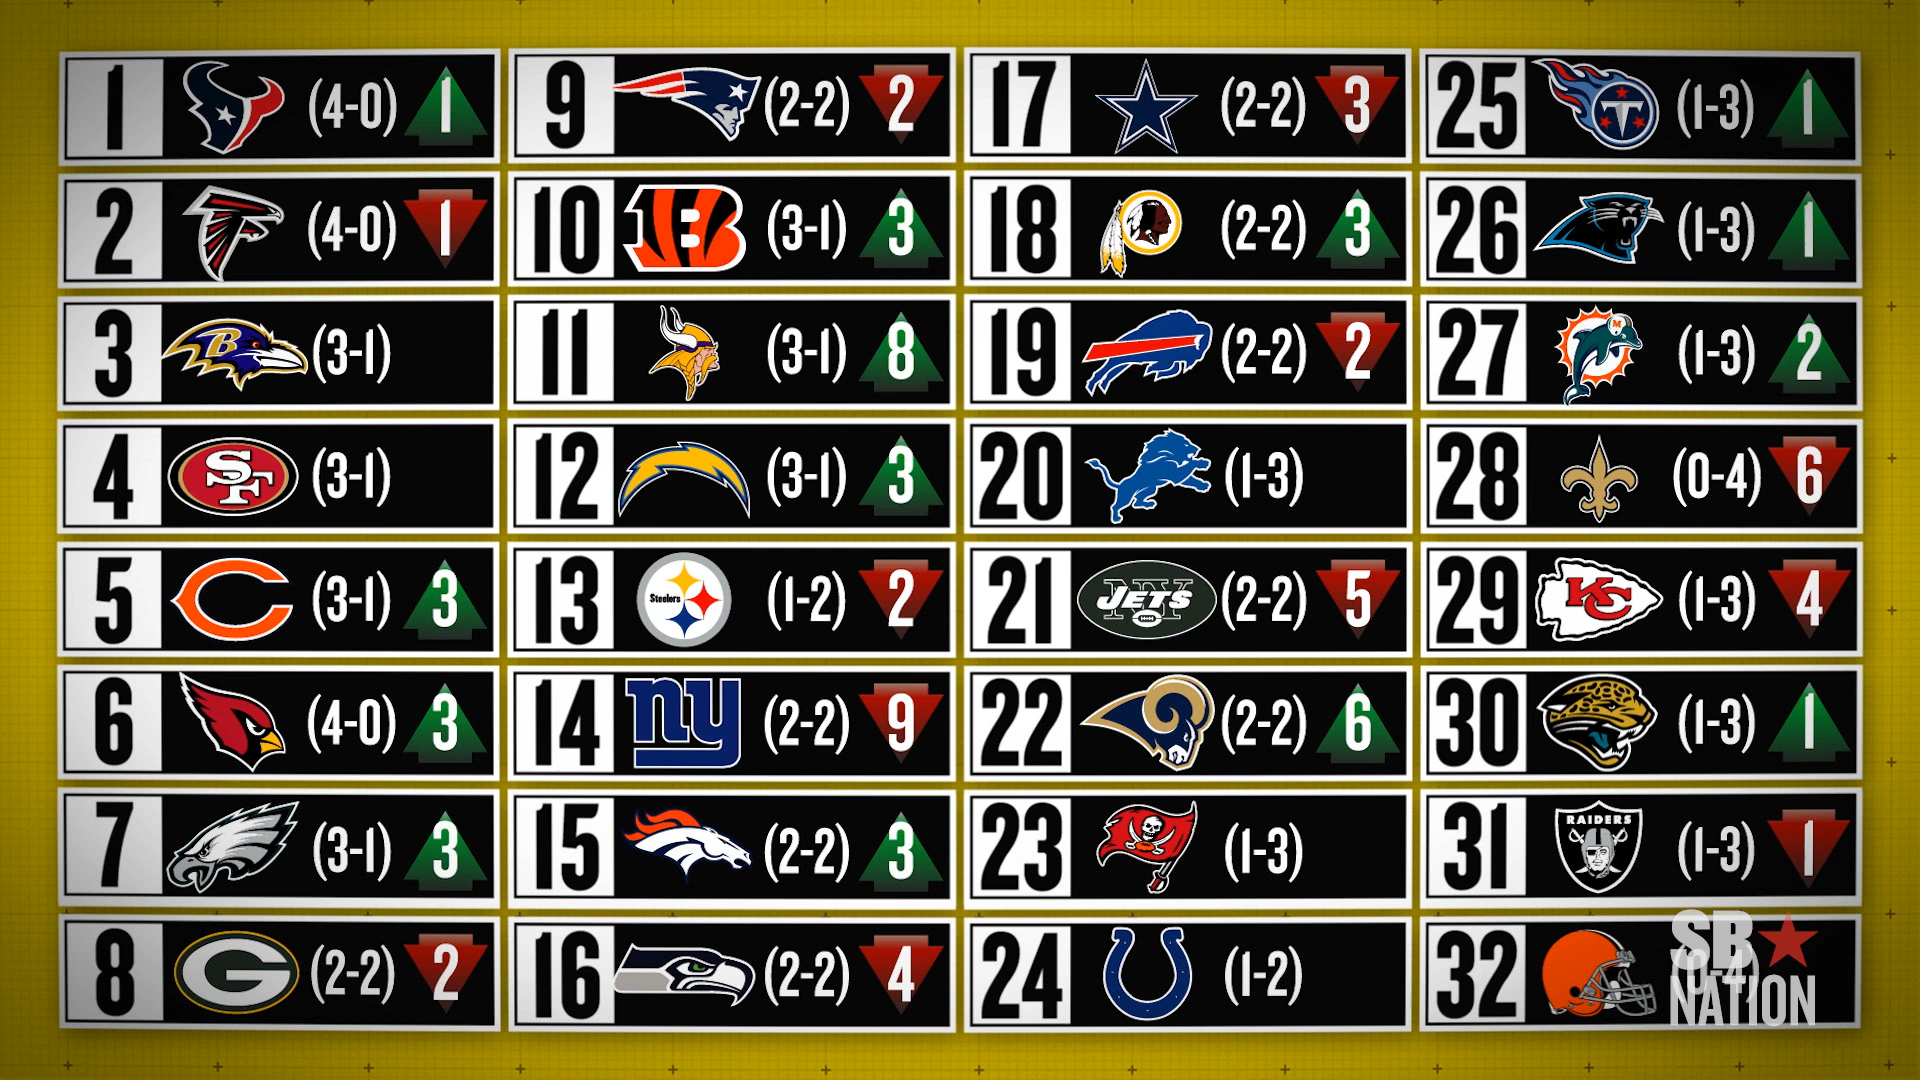 1 (4-0) 1
2 (4-0) 1
3 B (3-1)
4 SF (3-1)
5 C (3-1) 3
6 (4-0) 3
7 (3-1) 3
8 G (2-2) 2
9 (2-2) 2
10 B (3-1) 3
11 (3-1) 8
12 (3-1) 3
13 Steelers (1-2) 2
14 ny (2-2) 9
15 (2-2) 3
16 (2-2) 4
17 (2-2) 3
18 (2-2) 3
19 (2-2) 2
20 (1-3)
21 NY JETS (2-2) 5
22 (2-2) 6
23 (1-3)
24 (1-2)
25 T (1-3) 1
26 (1-3) 1
27 M (1-3) 2
28 (0-4) 6
29 KC (1-3) 4
30 (1-3) 1
31 RAIDERS (1-3) 1
32 (0-4)
SB
NATION